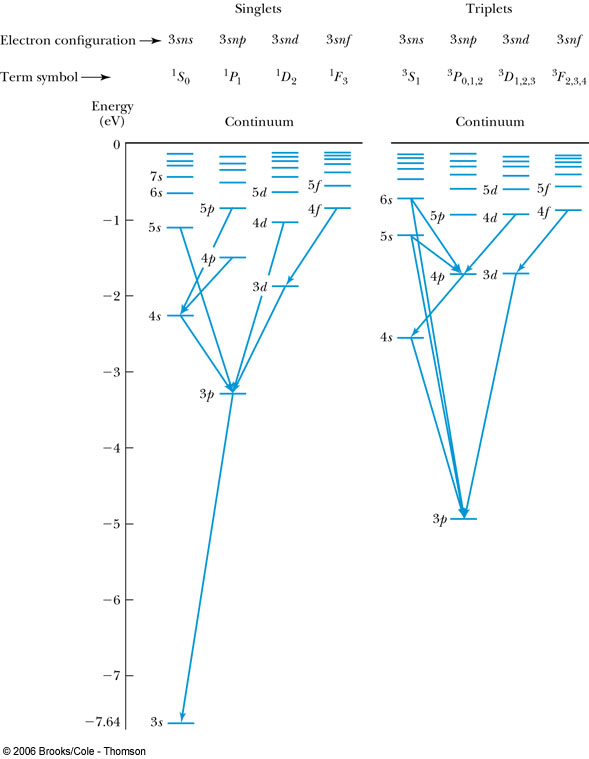 Singlets Triplets
Electron configuration 3sns 3snp 3snd 3snf 3sns 3snp 3snd 3snf
Term symbol ¹S₀ ¹P₁ ¹D₂ ¹F₃ ³S₁ ³P₀,₁,₂ ³D₁,₂,₃ ³F₂,₃,₄
Energy
(eV) Continuum Continuum
0
7s
6s 5d 5f 6s 5d 5f
5p 4f 5p 4d 4f
−1
5s 4d 5s
4p 3d 4p 3d
−2
4s 4s
−3
3p
−4
−5 3p
−6
−7
−7.64 3s
© 2006 Brooks/Cole - Thomson